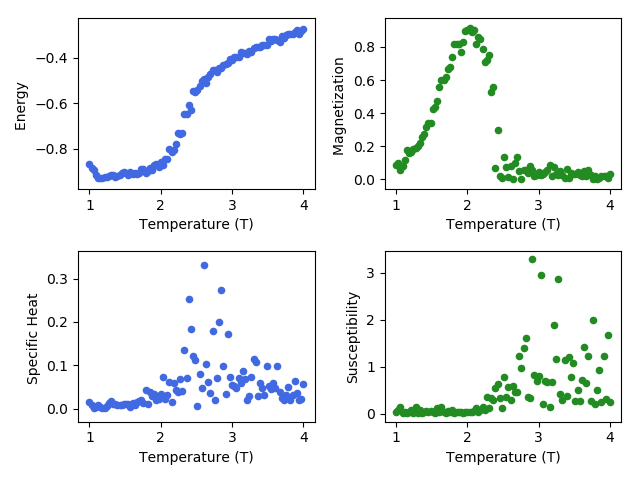 Energy
−0.4
−0.6
−0.8
1 2 3 4
Temperature (T)
Magnetization
0.8
0.6
0.4
0.2
0.0
1 2 3 4
Temperature (T)
Specific Heat
0.3
0.2
0.1
0.0
1 2 3 4
Temperature (T)
Susceptibility
3
2
1
0
1 2 3 4
Temperature (T)